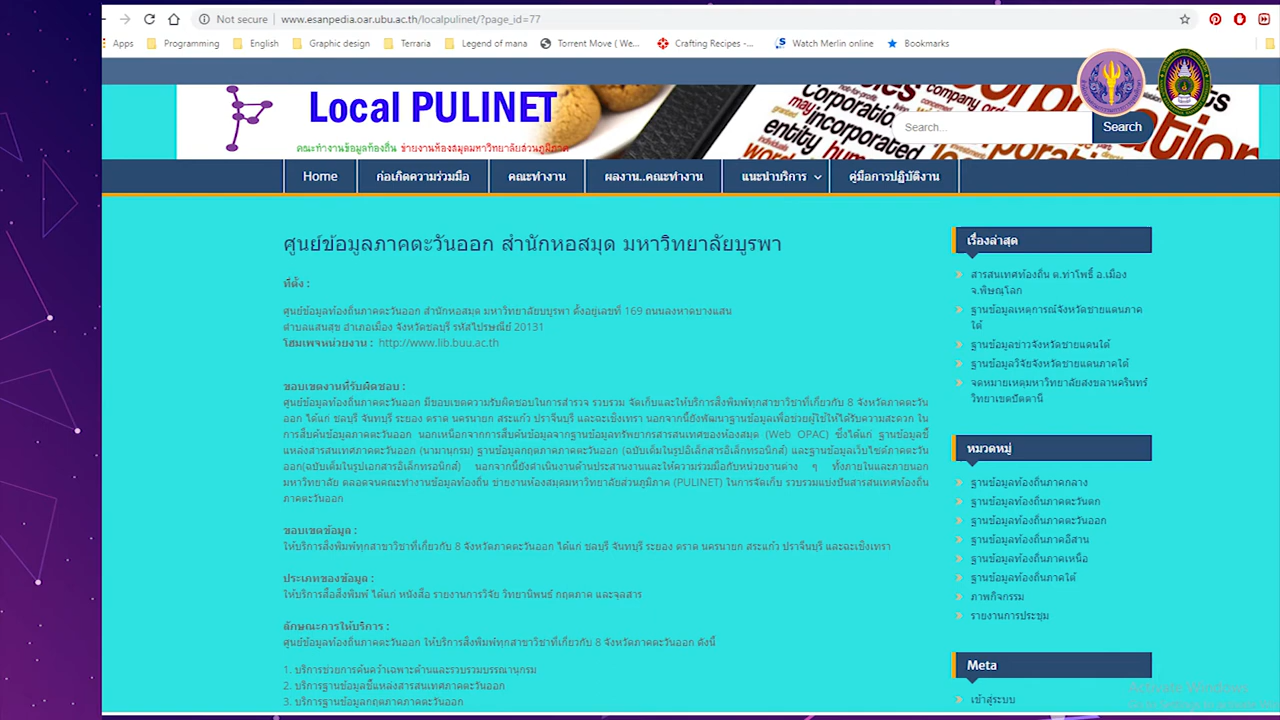 Not secure | www.esanpedia.oar.ubu.ac.th/localpulinet/?page_id=77
Apps Programming English Graphic design Terraria Legend of mana Torrent Move ( We... Crafting Recipes -... Watch Merlin online Bookmarks
Local PULINET
คณะทำงานข้อมูลท้องถิ่น ข่ายงานห้องสมุดมหาวิทยาลัยส่วนภูมิภาค
Search...
Search
Home ก่อเกิดความร่วมมือ คณะทำงาน ผลงาน..คณะทำงาน แนะนำบริการ คู่มือการปฏิบัติงาน
ศูนย์ข้อมูลภาคตะวันออก สำนักหอสมุด มหาวิทยาลัยบูรพา
ที่ตั้ง :
ศูนย์ข้อมูลท้องถิ่นภาคตะวันออก สำนักหอสมุด มหาวิทยาลัยบูรพา ตั้งอยู่เลขที่ 169 ถนนลงหาดบางแสน
ตำบลแสนสุข อำเภอเมือง จังหวัดชลบุรี รหัสไปรษณีย์ 20131
โฮมเพจหน่วยงาน : http://www.lib.buu.ac.th
ขอบเขตงานที่รับผิดชอบ :
ศูนย์ข้อมูลท้องถิ่นภาคตะวันออก มีขอบเขตความรับผิดชอบในการสำรวจ รวบรวม จัดเก็บและให้บริการสิ่งพิมพ์ทุกสาขาวิชาที่เกี่ยวกับ 8 จังหวัดภาคตะวัน
ออก ได้แก่ ชลบุรี จันทบุรี ระยอง ตราด นครนายก สระแก้ว ปราจีนบุรี และฉะเชิงเทรา นอกจากนี้ยังพัฒนาฐานข้อมูลเพื่อช่วยผู้ใช้ให้ได้รับความสะดวก ใน
การสืบค้นข้อมูลภาคตะวันออก นอกเหนือจากการสืบค้นข้อมูลจากฐานข้อมูลทรัพยากรสารสนเทศของห้องสมุด (Web OPAC) ซึ่งได้แก่ ฐานข้อมูลชี้
แหล่งสารสนเทศภาคตะวันออก (นามานุกรม) ฐานข้อมูลกฤตภาคภาคตะวันออก (ฉบับเต็มในรูปอิเล็กสารอิเล็กทรอนิกส์) และฐานข้อมูลเว็บไซต์ภาคตะวัน
ออก(ฉบับเต็มในรูปเอกสารอิเล็กทรอนิกส์) นอกจากนี้ยังดำเนินงานด้านประสานงานและให้ความร่วมมือกับหน่วยงานต่าง ๆ ทั้งภายในและภายนอก
มหาวิทยาลัย ตลอดจนคณะทำงานข้อมูลท้องถิ่น ข่ายงานห้องสมุดมหาวิทยาลัยส่วนภูมิภาค (PULINET) ในการจัดเก็บ รวบรวมแบ่งปันสารสนเทศท้องถิ่น
ภาคตะวันออก
ขอบเขตข้อมูล :
ให้บริการสิ่งพิมพ์ทุกสาขาวิชาที่เกี่ยวกับ 8 จังหวัดภาคตะวันออก ได้แก่ ชลบุรี จันทบุรี ระยอง ตราด นครนายก สระแก้ว ปราจีนบุรี และฉะเชิงเทรา
ประเภทของข้อมูล :
ให้บริการสื่อสิ่งพิมพ์ ได้แก่ หนังสือ รายงานการวิจัย วิทยานิพนธ์ กฤตภาค และจุลสาร
ลักษณะการให้บริการ :
ศูนย์ข้อมูลท้องถิ่นภาคตะวันออก ให้บริการสิ่งพิมพ์ทุกสาขาวิชาที่เกี่ยวกับ 8 จังหวัดภาคตะวันออก ดังนี้
1. บริการช่วยการค้นคว้าเฉพาะด้านและรวบรวมบรรณานุกรม
2. บริการฐานข้อมูลชี้แหล่งสารสนเทศภาคตะวันออก
3. บริการฐานข้อมูลกฤตภาคภาคตะวันออก
เรื่องล่าสุด
สารสนเทศท้องถิ่น ต.ท่าโพธิ์ อ.เมือง
จ.พิษณุโลก
ฐานข้อมูลเหตุการณ์จังหวัดชายแดนภาค
ใต้
ฐานข้อมูลข่าวจังหวัดชายแดนใต้
ฐานข้อมูลวิจัยจังหวัดชายแดนภาคใต้
จดหมายเหตุมหาวิทยาลัยสงขลานครินทร์
วิทยาเขตปัตตานี
หมวดหมู่
ฐานข้อมูลท้องถิ่นภาคกลาง
ฐานข้อมูลท้องถิ่นภาคตะวันตก
ฐานข้อมูลท้องถิ่นภาคตะวันออก
ฐานข้อมูลท้องถิ่นภาคอีสาน
ฐานข้อมูลท้องถิ่นภาคเหนือ
ฐานข้อมูลท้องถิ่นภาคใต้
ภาพกิจกรรม
รายงานการประชุม
Meta
เข้าสู่ระบบ
Activate Windows